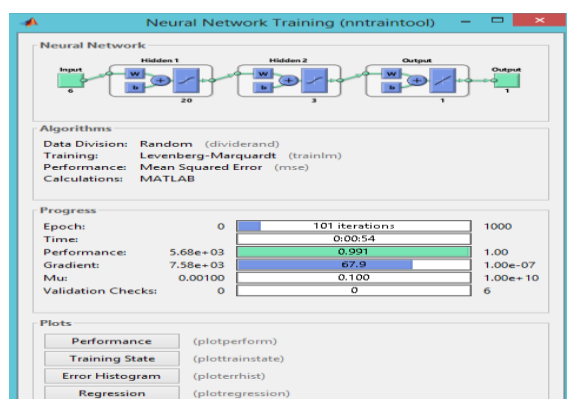 Neural Network Training (nntraintool)
Neural Network
Hidden 1 Hidden 2 Output
Input W b + W b + W b + Output
6 20 3 1 1
Algorithms
Data Division: Random (dividerand)
Training: Levenberg-Marquardt (trainlm)
Performance: Mean Squared Error (mse)
Calculations: MATLAB
Progress
Epoch: 0 101 iterations 1000
Time: 0:00:54
Performance: 5.68e+03 0.991 1.00
Gradient: 7.58e+03 67.9 1.00e-07
Mu: 0.00100 0.100 1.00e+10
Validation Checks: 0 0 6
Plots
Performance (plotperform)
Training State (plottrainstate)
Error Histogram (ploterrhist)
Regression (plotregression)